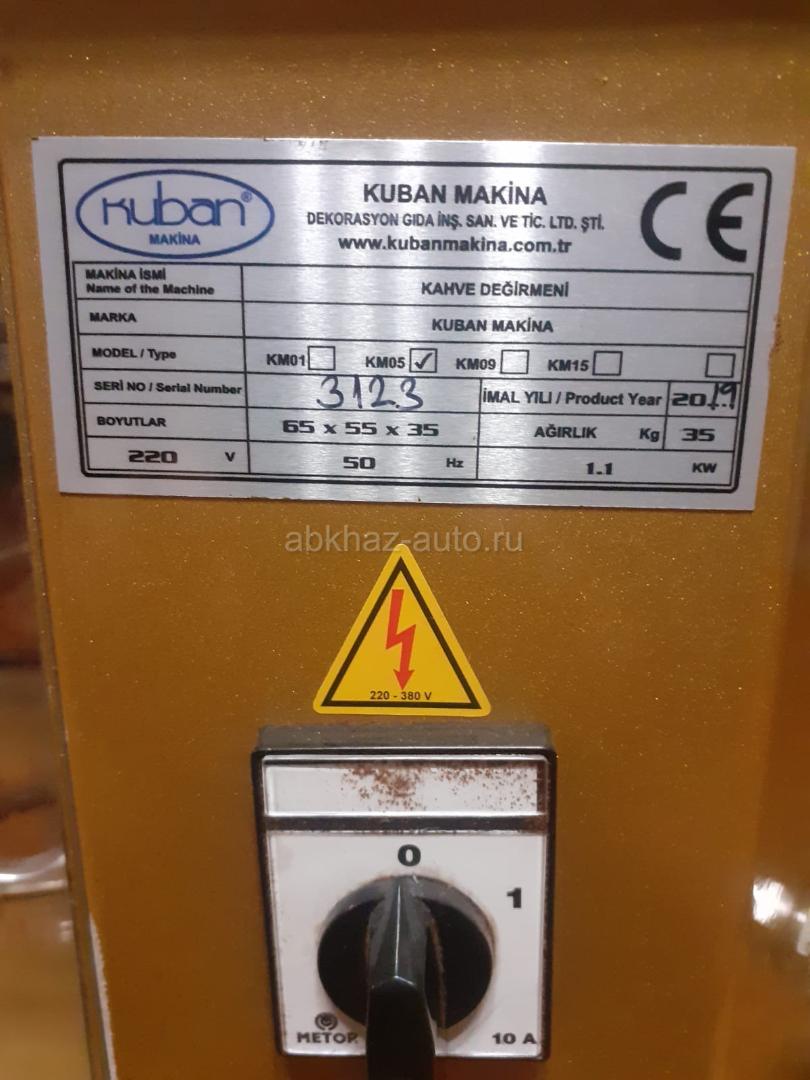 Kuban®
MAKİNA
KUBAN MAKİNA
DEKORASYON GIDA İNŞ. SAN. VE TİC. LTD. ŞTİ.
www.kubanmakina.com.tr
CE
MAKİNA İSMİ
Name of the Machine
KAHVE DEĞİRMENİ
MARKA
KUBAN MAKİNA
MODEL / Type KM01 KM05 ✓ KM09 KM15
SERİ NO / Serial Number 3123 İMAL YILI / Product Year 2019
BOYUTLAR 65 x 55 x 35 AĞIRLIK Kg 35
220 V 50 Hz 1.1 KW
abkhaz-auto.ru
220 - 380 V
0
1
METOP
10 A